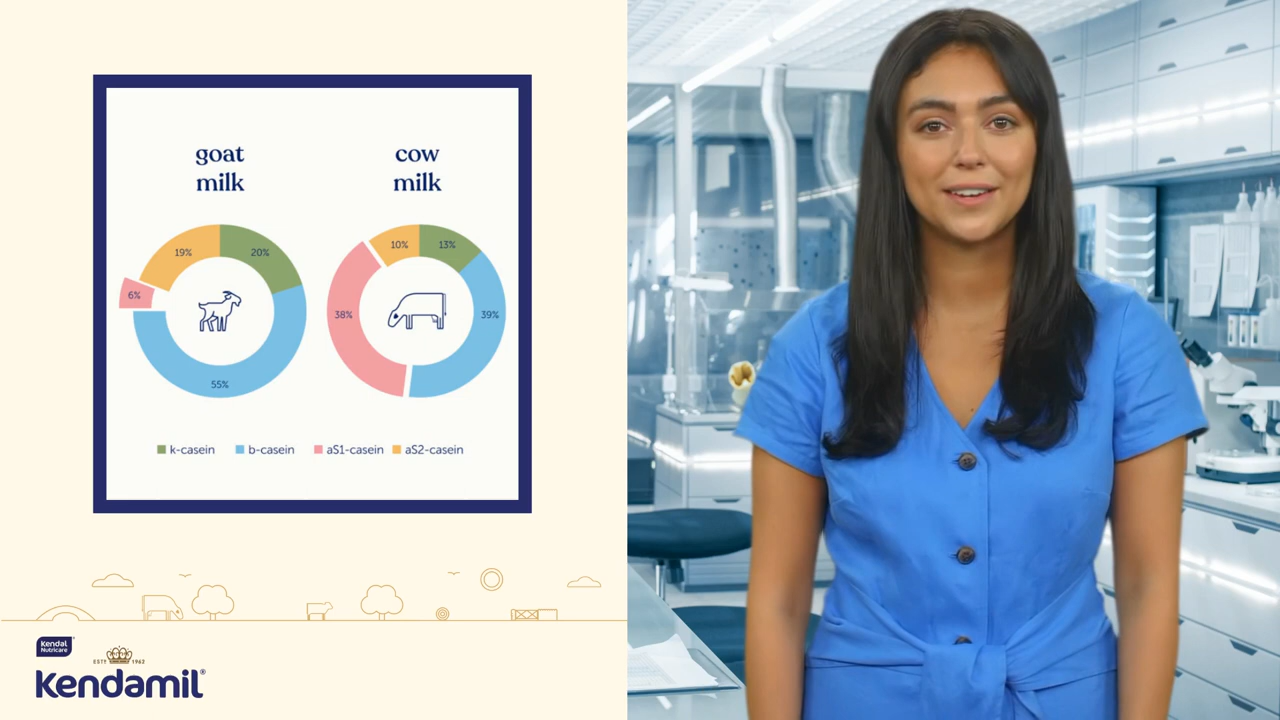 goat
milk
cow
milk
19%
20%
6%
55%
10%
13%
38%
39%
k-casein
b-casein
aS1-casein
aS2-casein
Kendal
Nutricare
ESTD 1962
Kendamil®